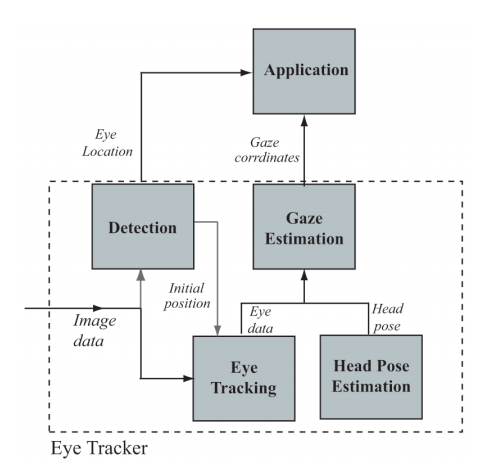 Application
Eye
Location
Gaze
corrdinates
Detection
Gaze
Estimation
Initial
position
Image
data
Eye
data
Head
pose
Eye
Tracking
Head Pose
Estimation
Eye Tracker